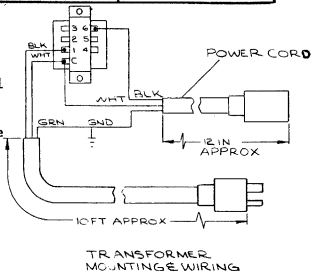 3 6
2 5
1 4
C
BLK
WHT
POWER CORD
BLK
WHT
GRN GND
12 IN
APPROX
10 FT APPROX
TRANSFORMER
MOUNTING & WIRING